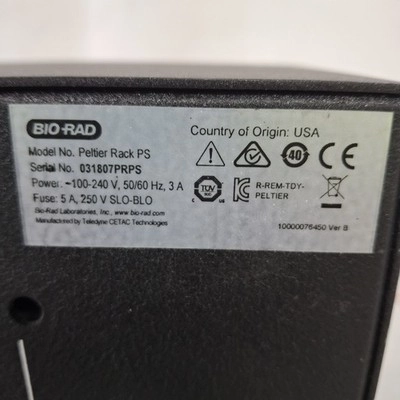 BIO-RAD
Country of Origin: USA
Model No. Peltier Rack PS
Serial No. 031807PRPS
Power: ~100-240 V, 50/60 Hz, 3 A
Fuse: 5 A, 250 V SLO-BLO
Bio-Rad Laboratories, Inc., www.bio-rad.com
Manufactured by Teledyne CETAC Technologies
40
CE
TUV
R-REM-TDY-
PELTIER
10000076450 Ver B